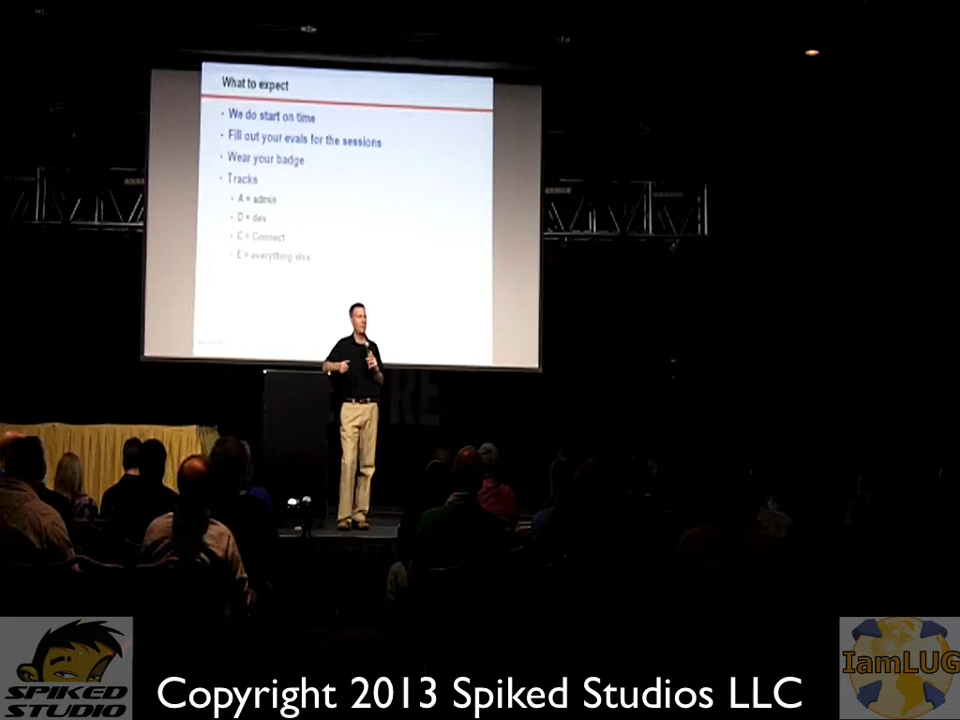 What to expect
• We do start on time
• Fill out your evals for the sessions
• Wear your badge
• Tracks
• A = admin
• D = dev
• C = Connect
• E = everything else
SPIKED
STUDIO
Copyright 2013 Spiked Studios LLC
IamLUG